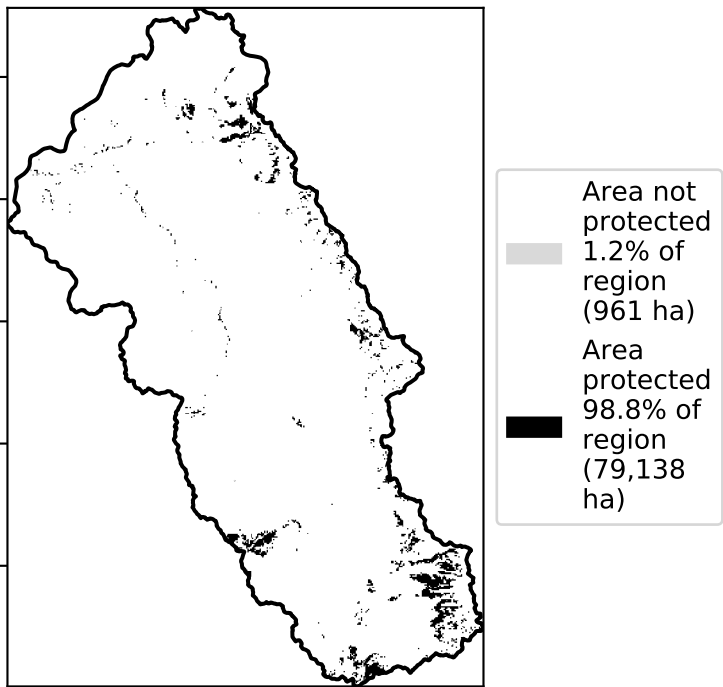 Area not
protected
1.2% of
region
(961 ha)
Area
protected
98.8% of
region
(79,138
ha)